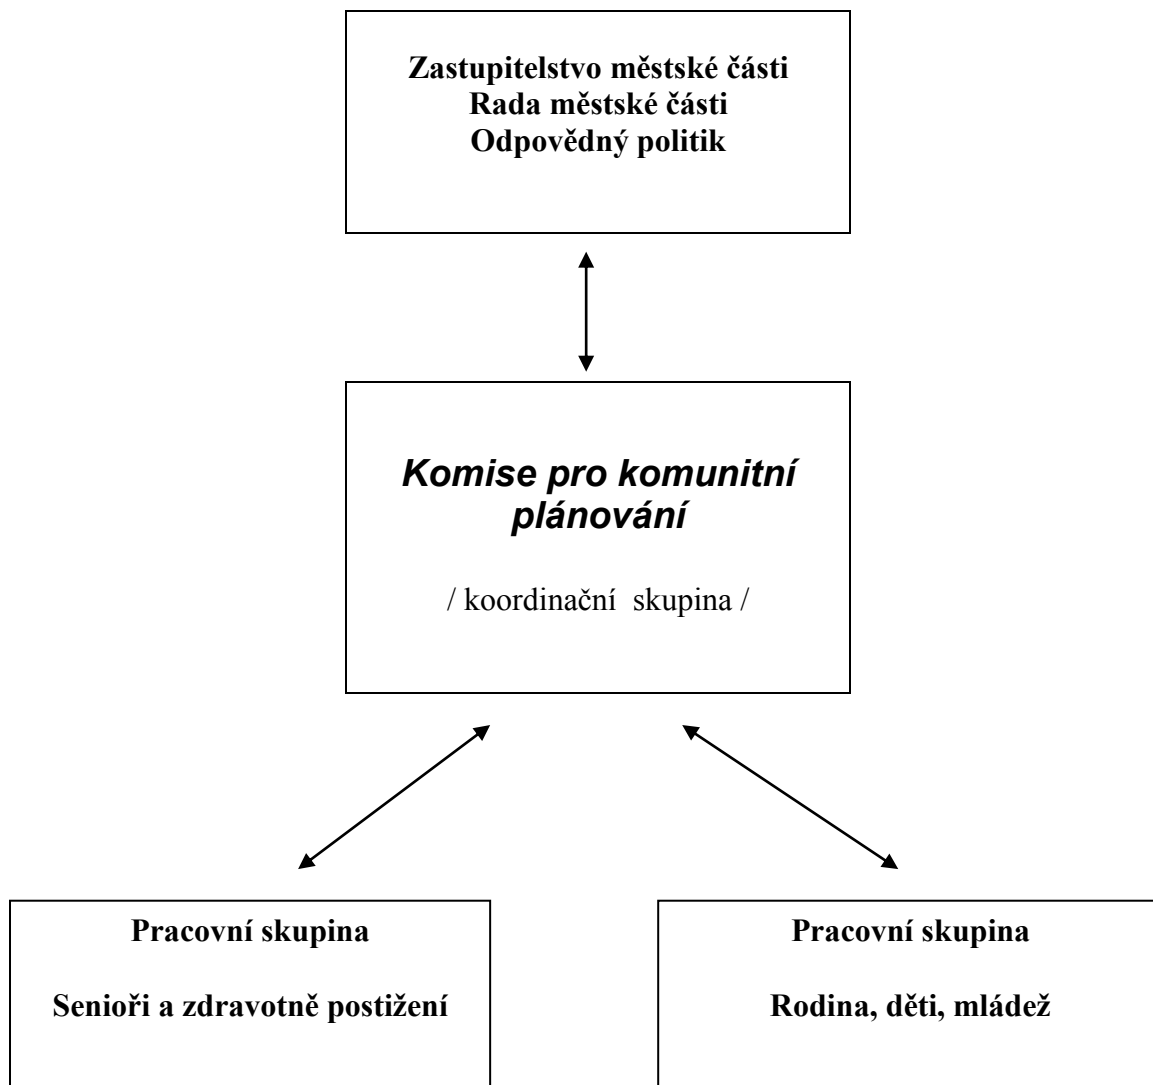 Zastupitelstvo městské části
Rada městské části
Odpovědný politik
Komise pro komunitní
plánování
/ koordinační  skupina /
Pracovní skupina
Senioři a zdravotně postižení
Pracovní skupina
Rodina, děti, mládež